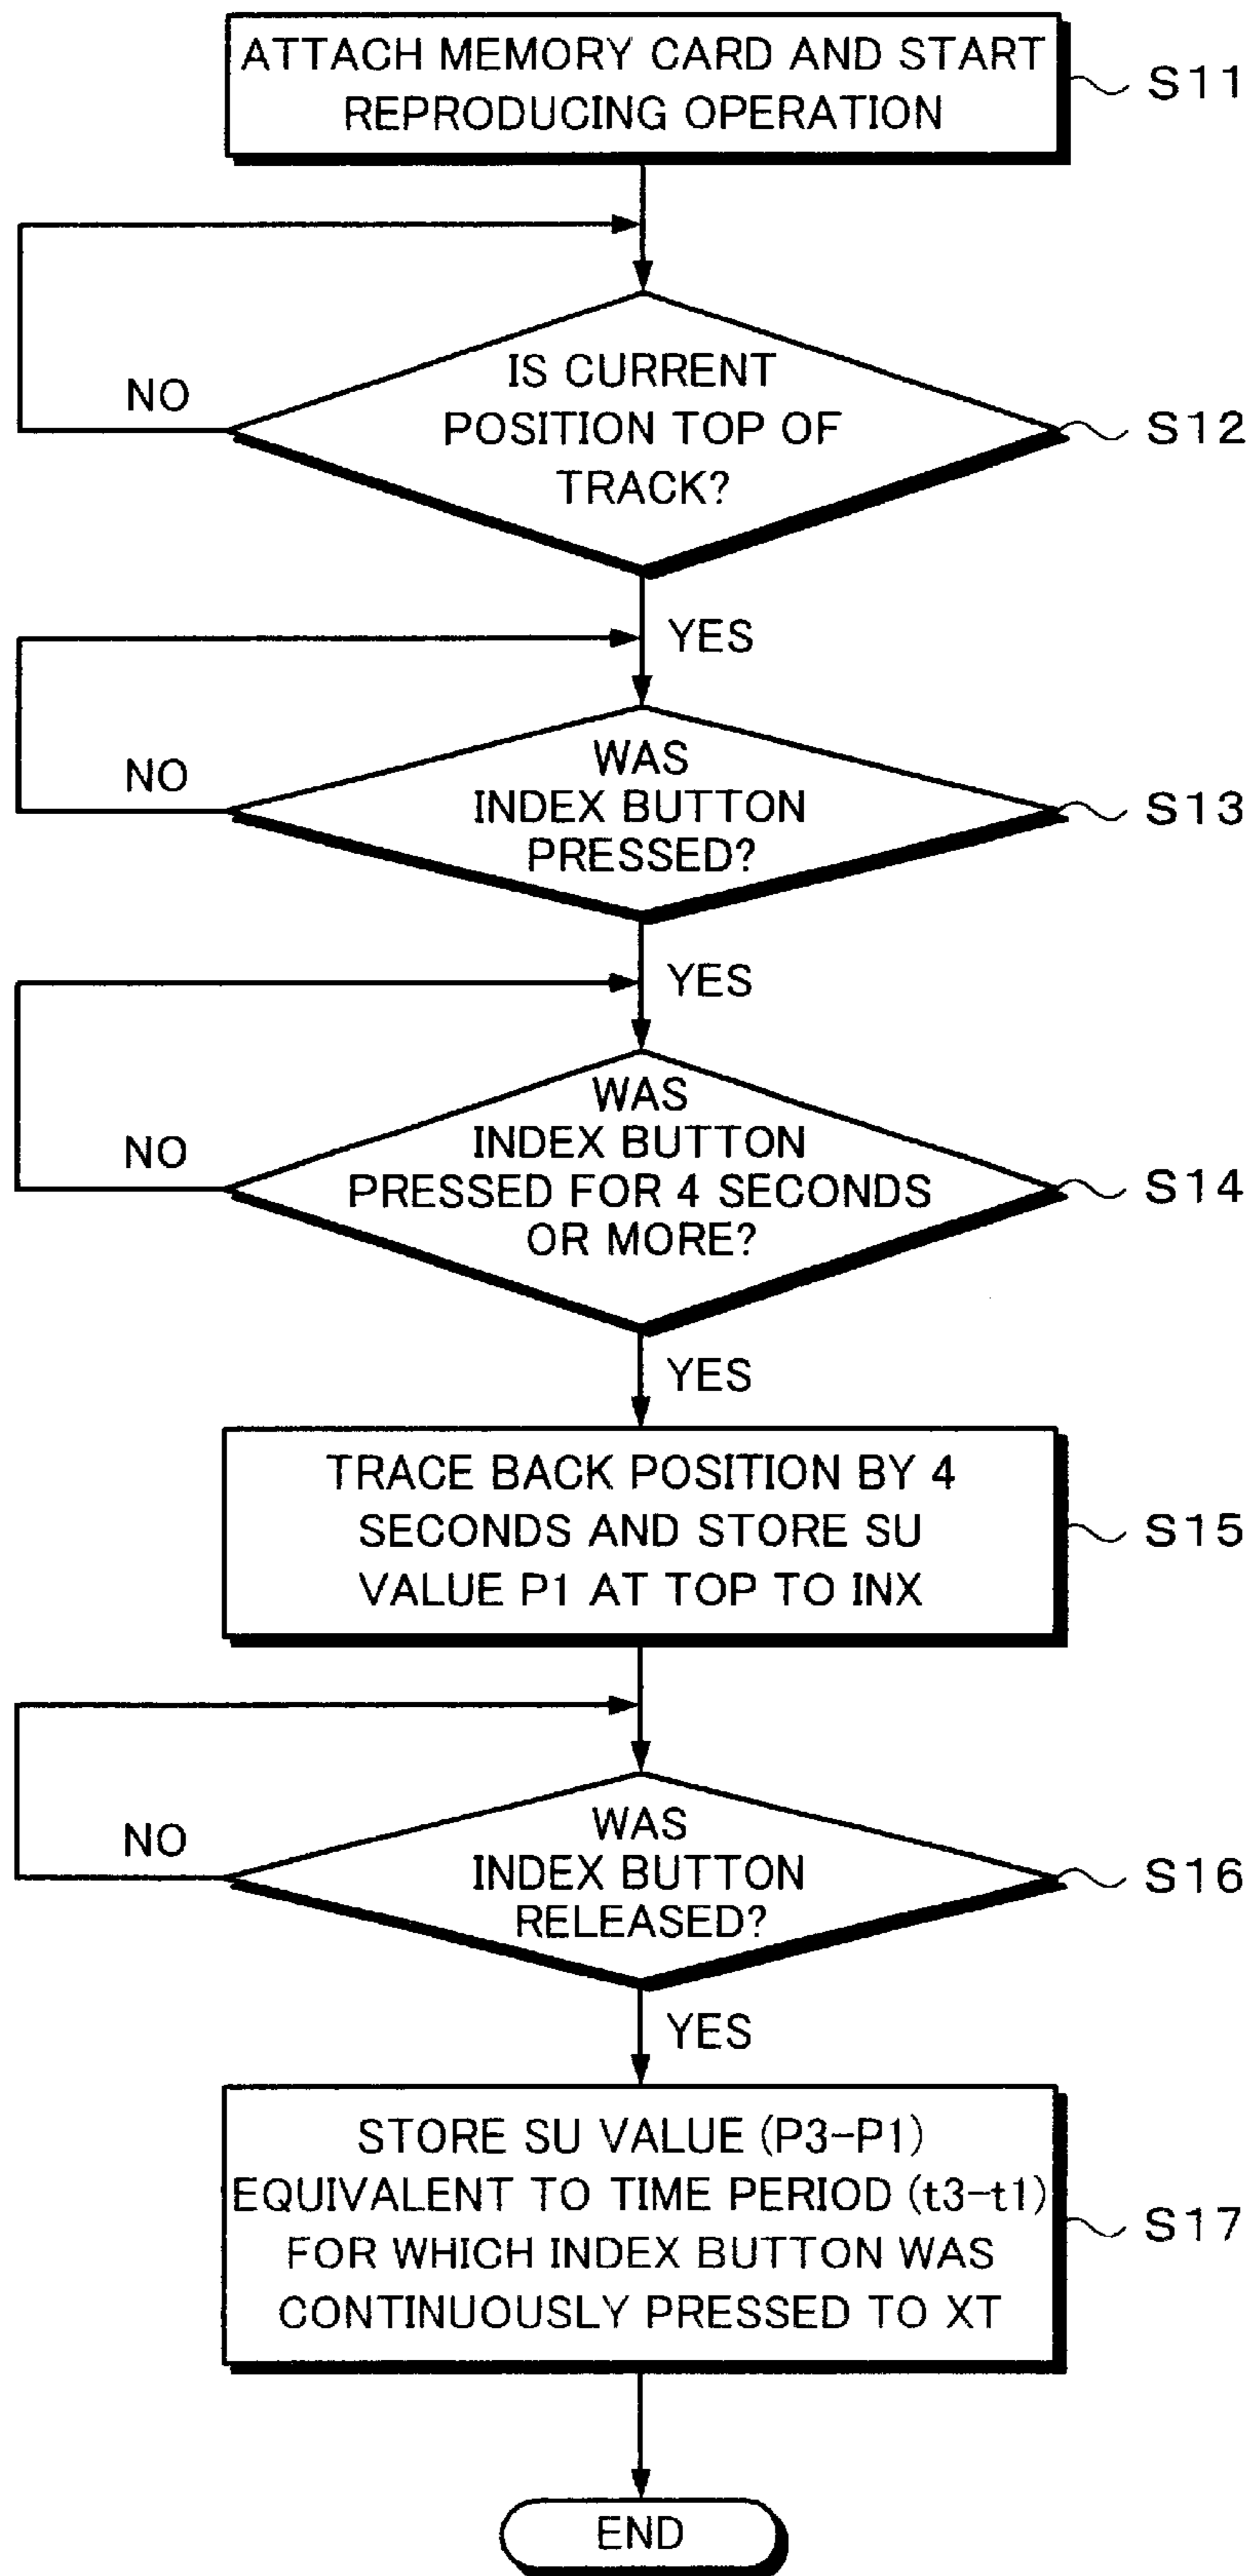 ATTACH MEMORY CARD AND START
REPRODUCING OPERATION
S11
IS CURRENT
POSITION TOP OF
TRACK?
NO
S12
YES
WAS
INDEX BUTTON
PRESSED?
NO
S13
YES
WAS
INDEX BUTTON
PRESSED FOR 4 SECONDS
OR MORE?
NO
S14
YES
TRACE BACK POSITION BY 4
SECONDS AND STORE SU
VALUE P1 AT TOP TO INX
S15
WAS
INDEX BUTTON
RELEASED?
NO
S16
YES
STORE SU VALUE (P3-P1)
EQUIVALENT TO TIME PERIOD (t3-t1)
FOR WHICH INDEX BUTTON WAS
CONTINUOUSLY PRESSED TO XT
S17
END